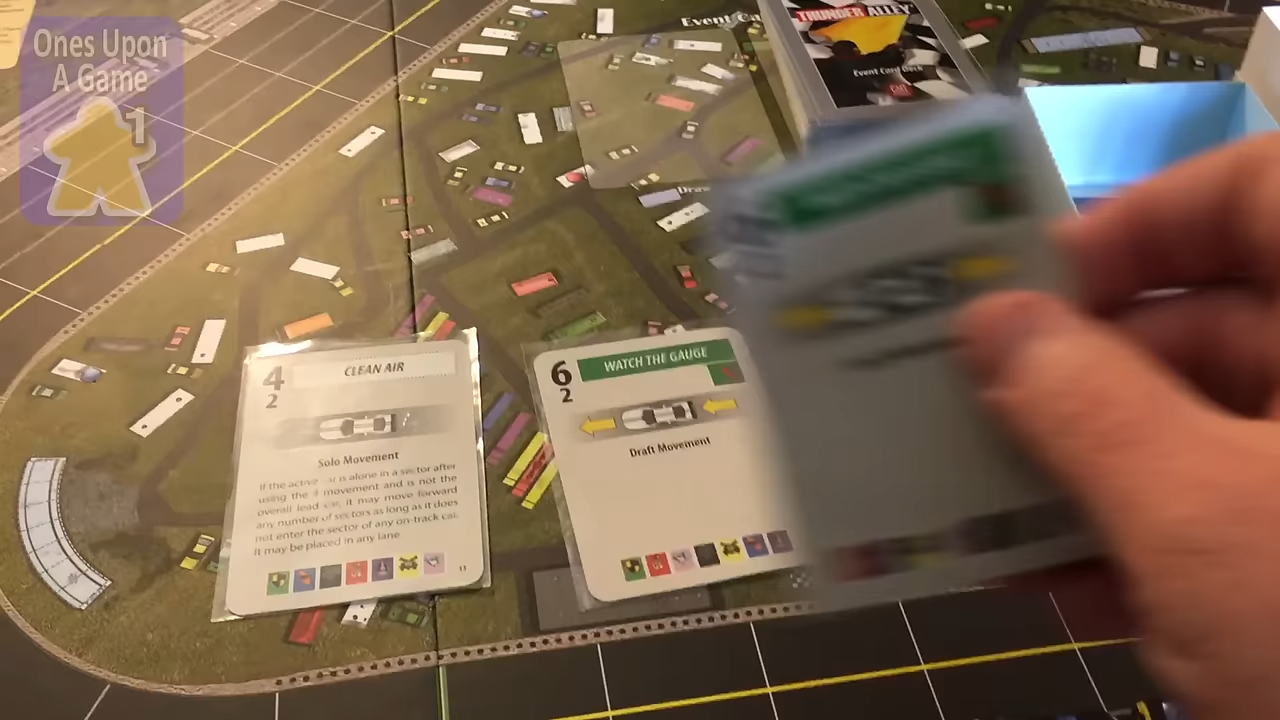 Ones Upon
A Game
1
Event Ca
THUNDER ALLEY
Event Card Deck
Draw
4
2
CLEAN AIR
Solo Movement
If the active car is alone in a sector after
using the 4 movement and is not the
overall lead car, it may move forward
any number of sectors as long as it does
not enter the sector of any on-track car.
It may be placed in any lane.
13
6
2
WATCH THE GAUGE
Draft Movement